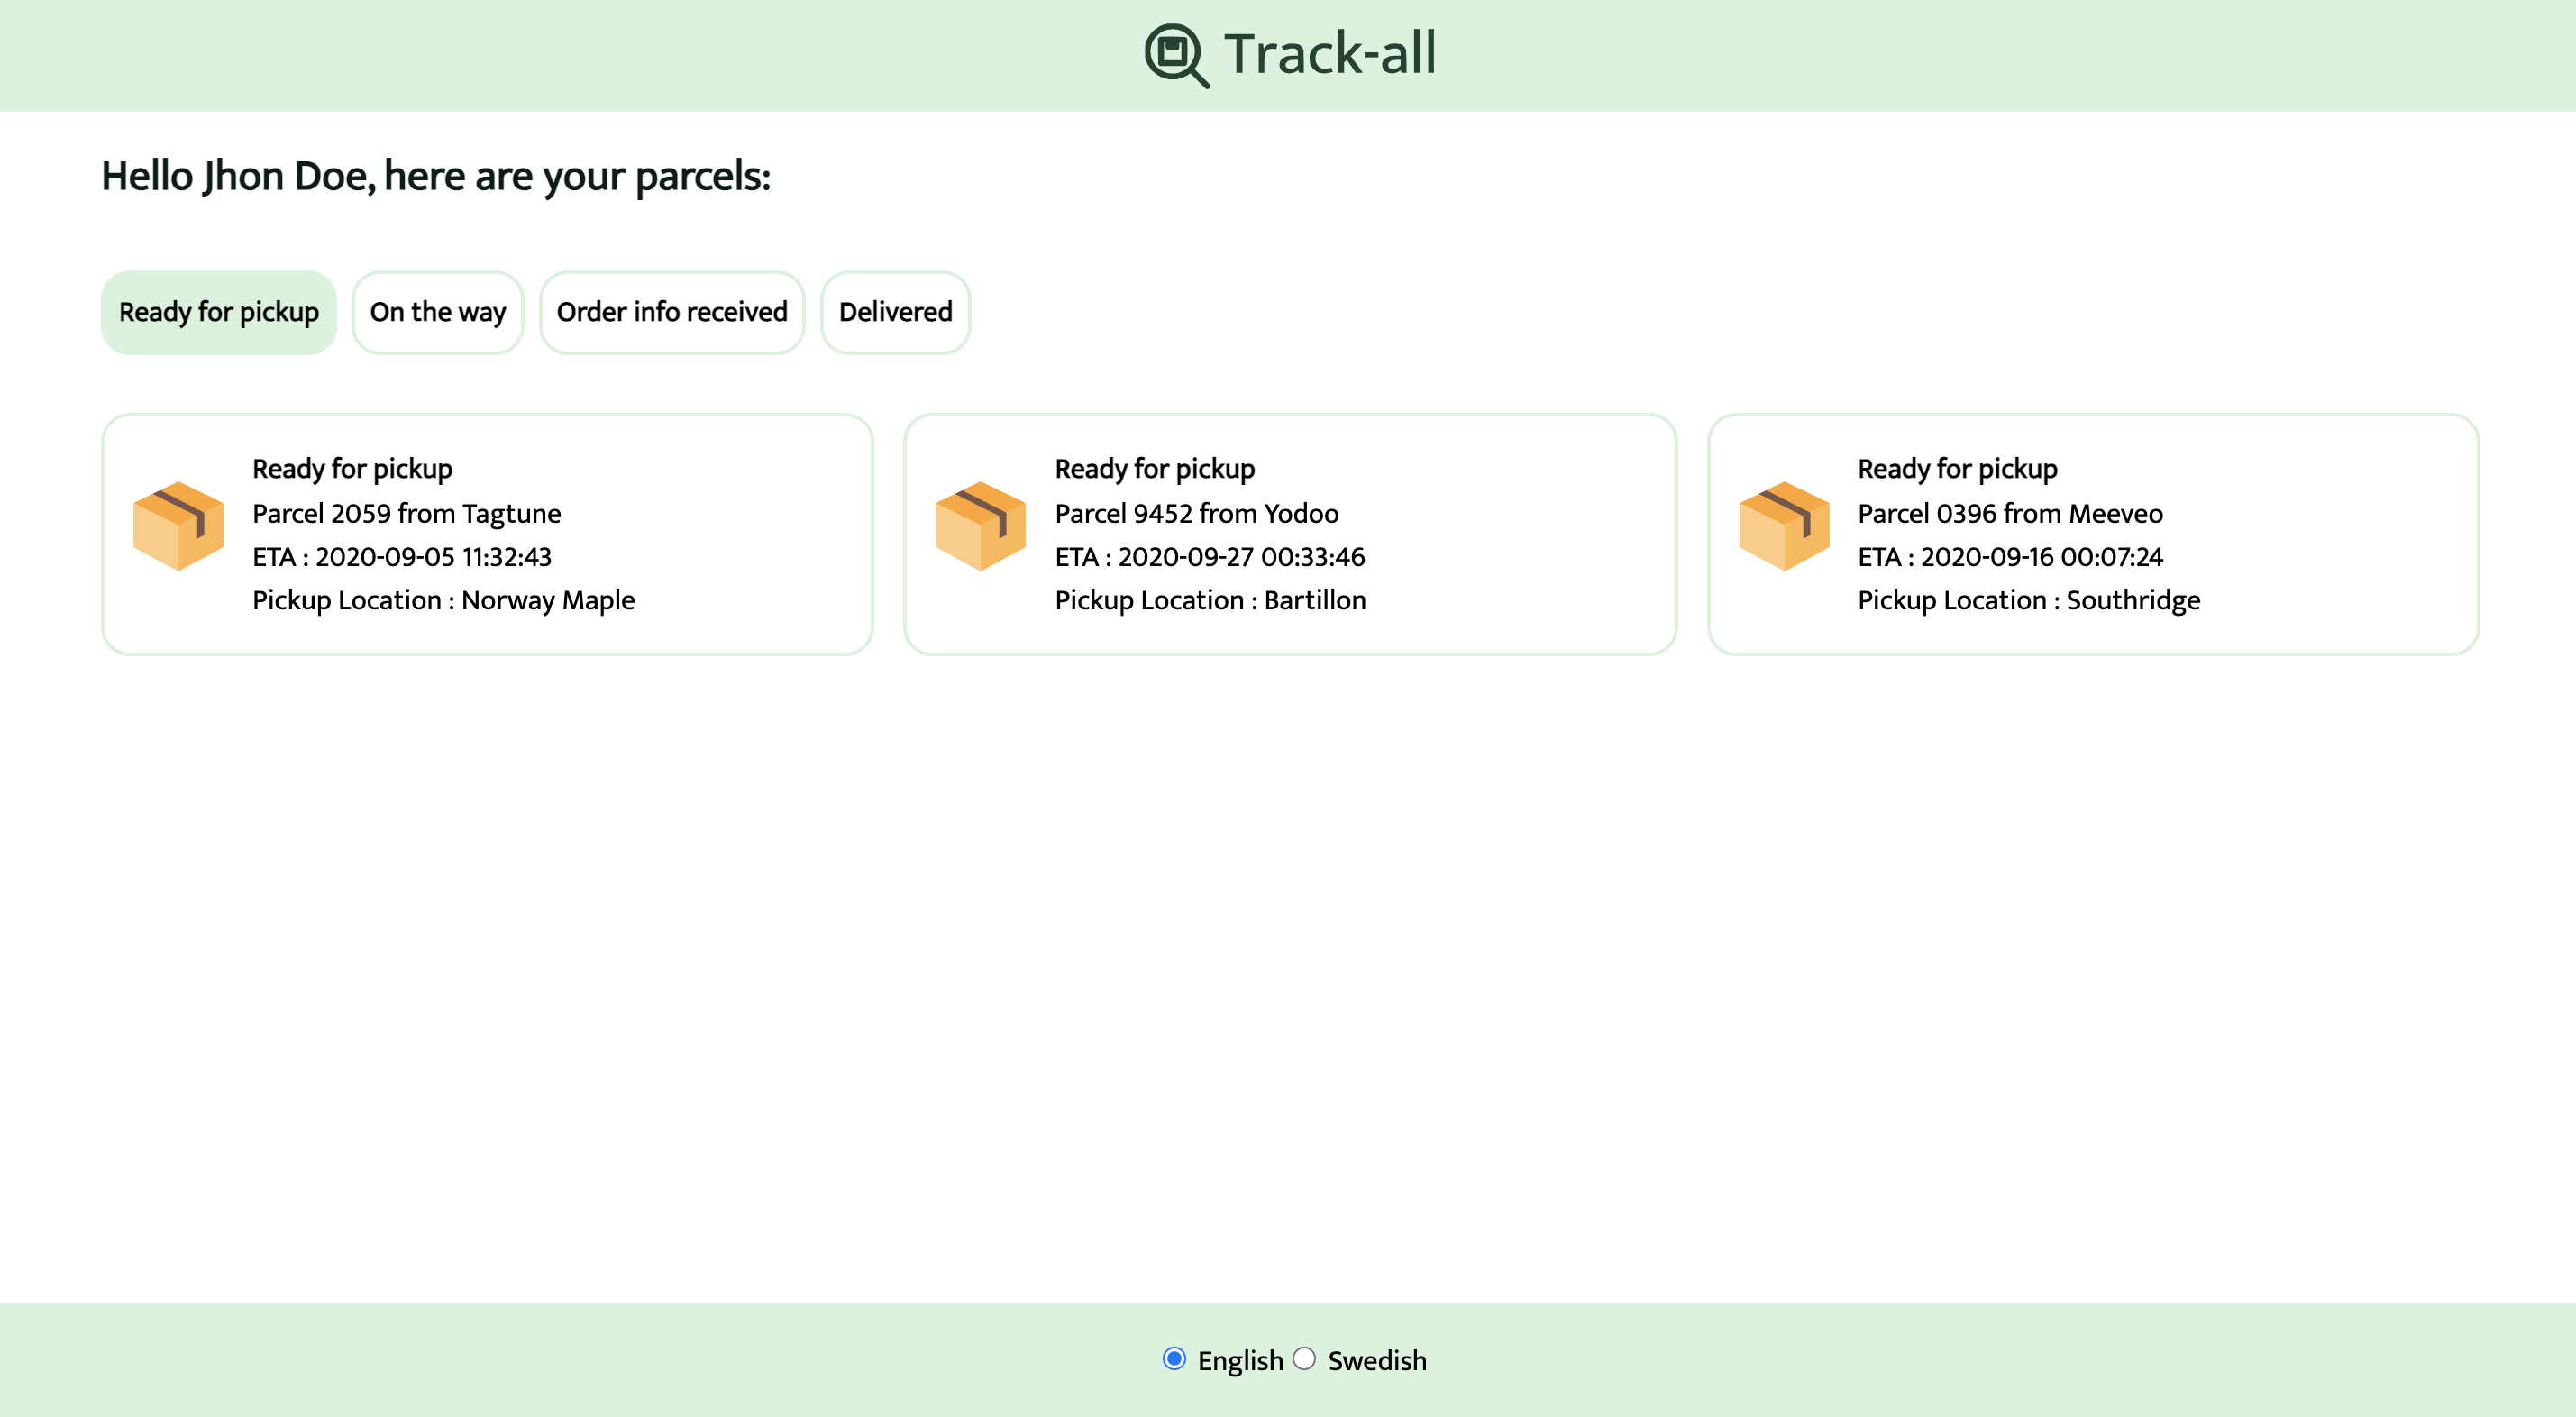 Track-all
Hello Jhon Doe, here are your parcels:
Ready for pickup
On the way
Order info received
Delivered
Ready for pickup
Parcel 2059 from Tagtune
ETA : 2020-09-05 11:32:43
Pickup Location : Norway Maple
Ready for pickup
Parcel 9452 from Yodoo
ETA : 2020-09-27 00:33:46
Pickup Location : Bartillon
Ready for pickup
Parcel 0396 from Meeveo
ETA : 2020-09-16 00:07:24
Pickup Location : Southridge
English
Swedish